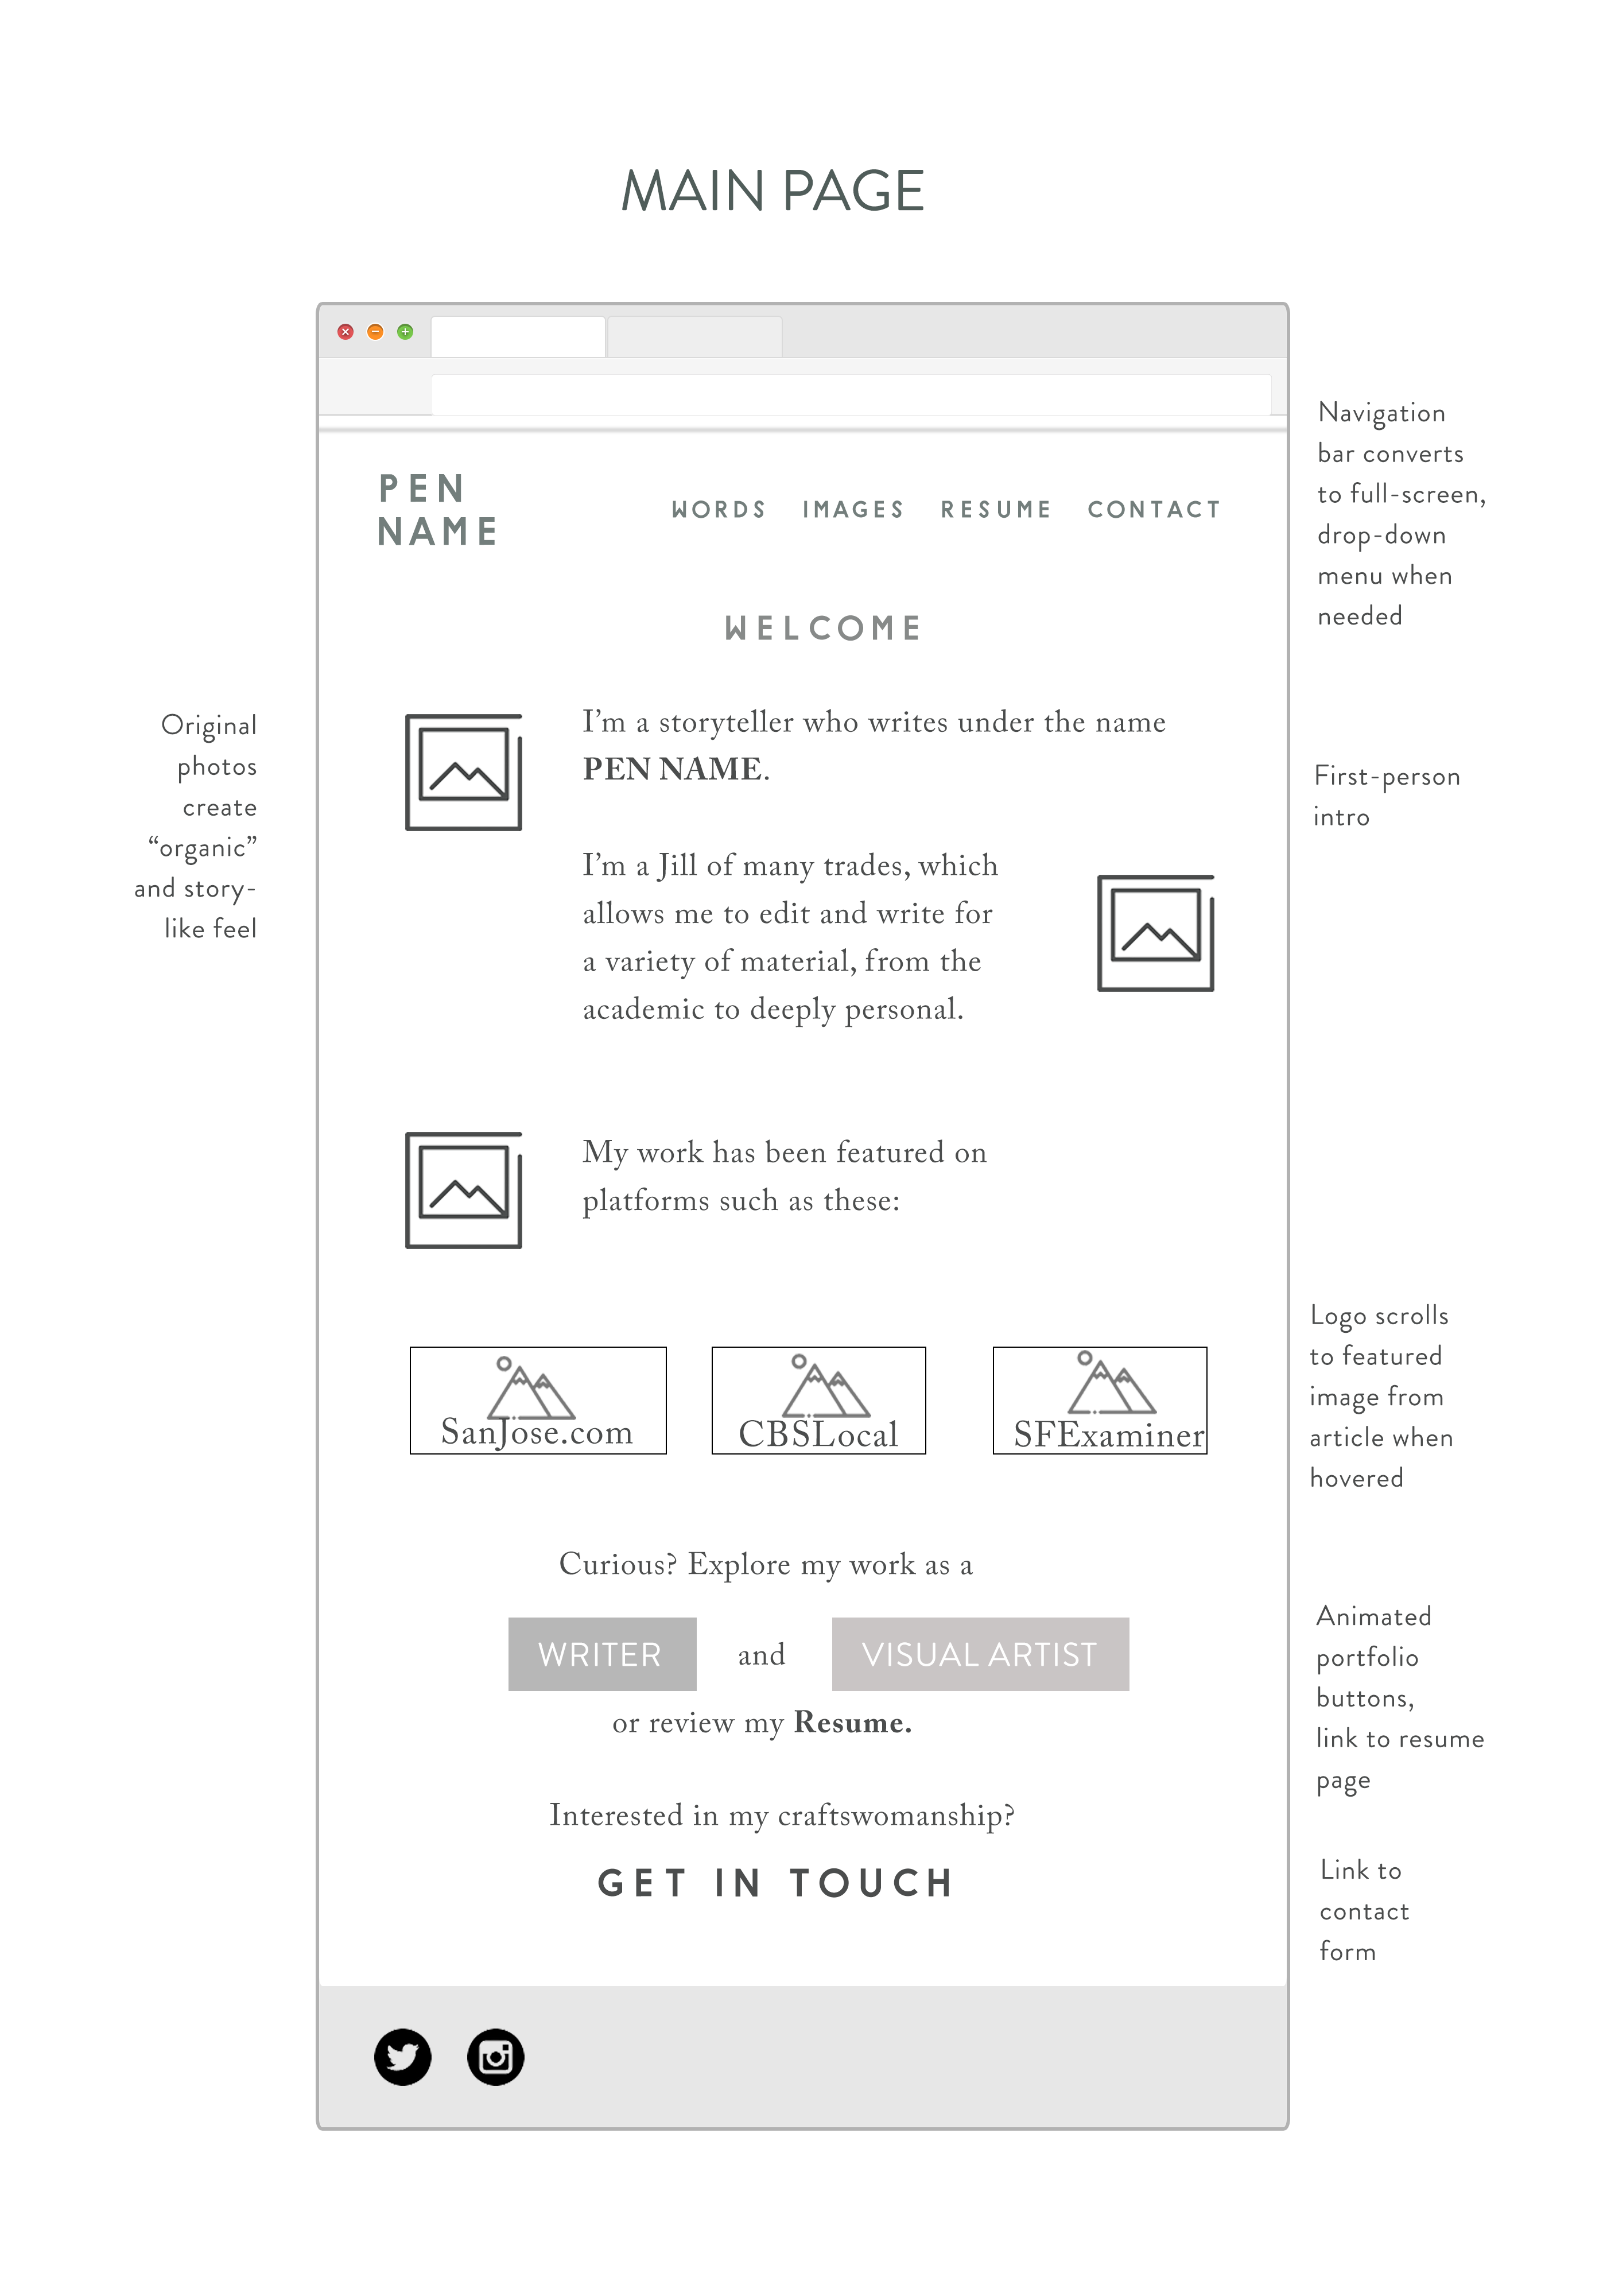 MAIN PAGE
PEN
NAME
WORDS IMAGES RESUME CONTACT
Navigation
bar converts
to full-screen,
drop-down
menu when
needed
WELCOME
Original
photos
create
“organic”
and story-
like feel
I’m a storyteller who writes under the name
PEN NAME.
First-person
intro
I’m a Jill of many trades, which
allows me to edit and write for
a variety of material, from the
academic to deeply personal.
My work has been featured on
platforms such as these:
SanJose.com
CBSLocal
SFExaminer
Logo scrolls
to featured
image from
article when
hovered
Curious? Explore my work as a
WRITER and VISUAL ARTIST
or review my Resume.
Animated
portfolio
buttons,
link to resume
page
Interested in my craftswomanship?
GET IN TOUCH
Link to
contact
form